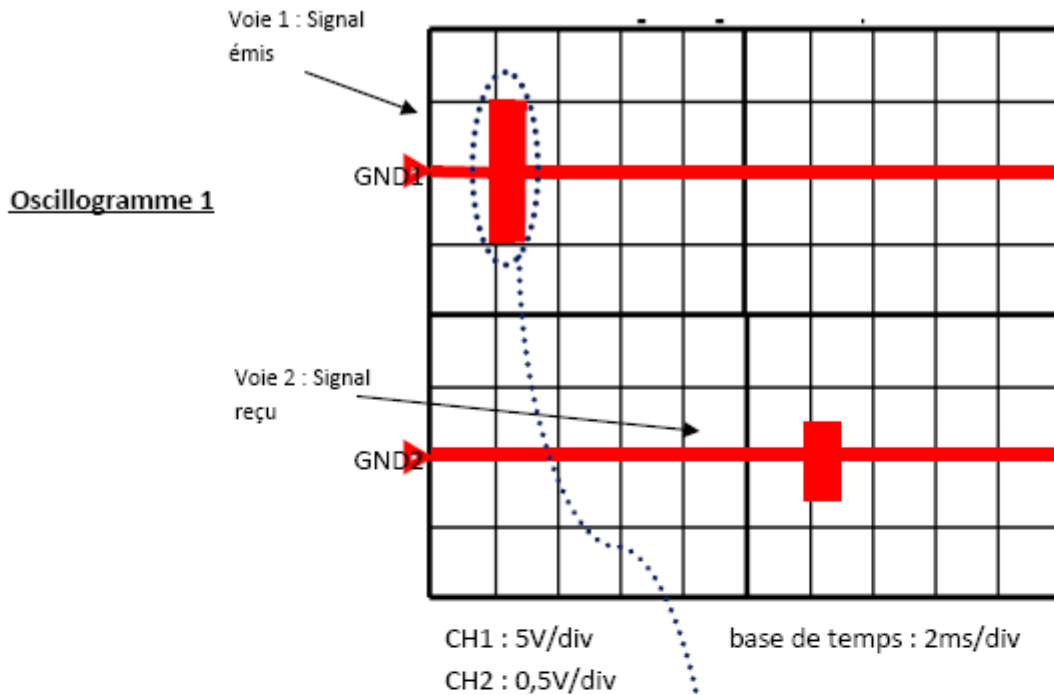 Voie 1 : Signal
émis
GND1
Oscillogramme 1
Voie 2 : Signal
reçu
GND2
CH1 : 5V/div
base de temps : 2ms/div
CH2 : 0,5V/div